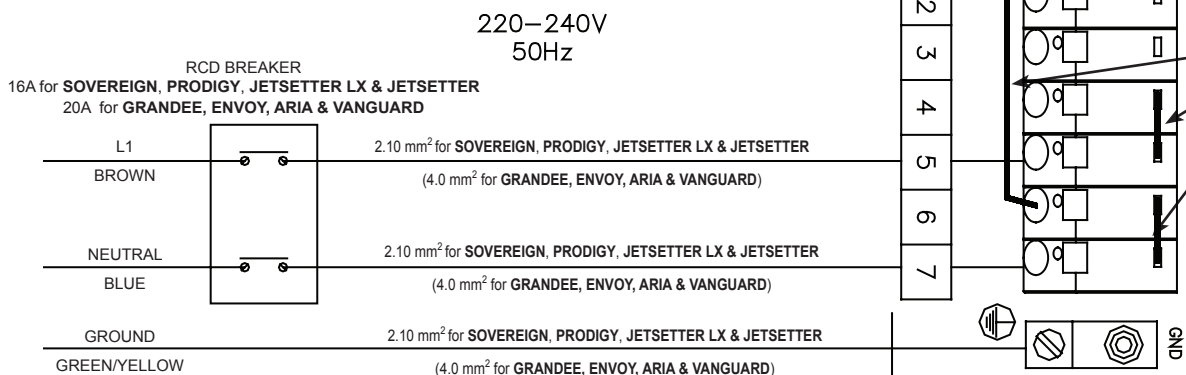 220–240V
50Hz
RCD BREAKER
16A for SOVEREIGN, PRODIGY, JETSETTER LX & JETSETTER
20A for GRANDEE, ENVOY, ARIA & VANGUARD
L1
BROWN
2.10 mm² for SOVEREIGN, PRODIGY, JETSETTER LX & JETSETTER
(4.0 mm² for GRANDEE, ENVOY, ARIA & VANGUARD)
NEUTRAL
BLUE
2.10 mm² for SOVEREIGN, PRODIGY, JETSETTER LX & JETSETTER
(4.0 mm² for GRANDEE, ENVOY, ARIA & VANGUARD)
GROUND
GREEN/YELLOW
2.10 mm² for SOVEREIGN, PRODIGY, JETSETTER LX & JETSETTER
(4.0 mm² for GRANDEE, ENVOY, ARIA & VANGUARD)
2
3
4
5
6
7
GND